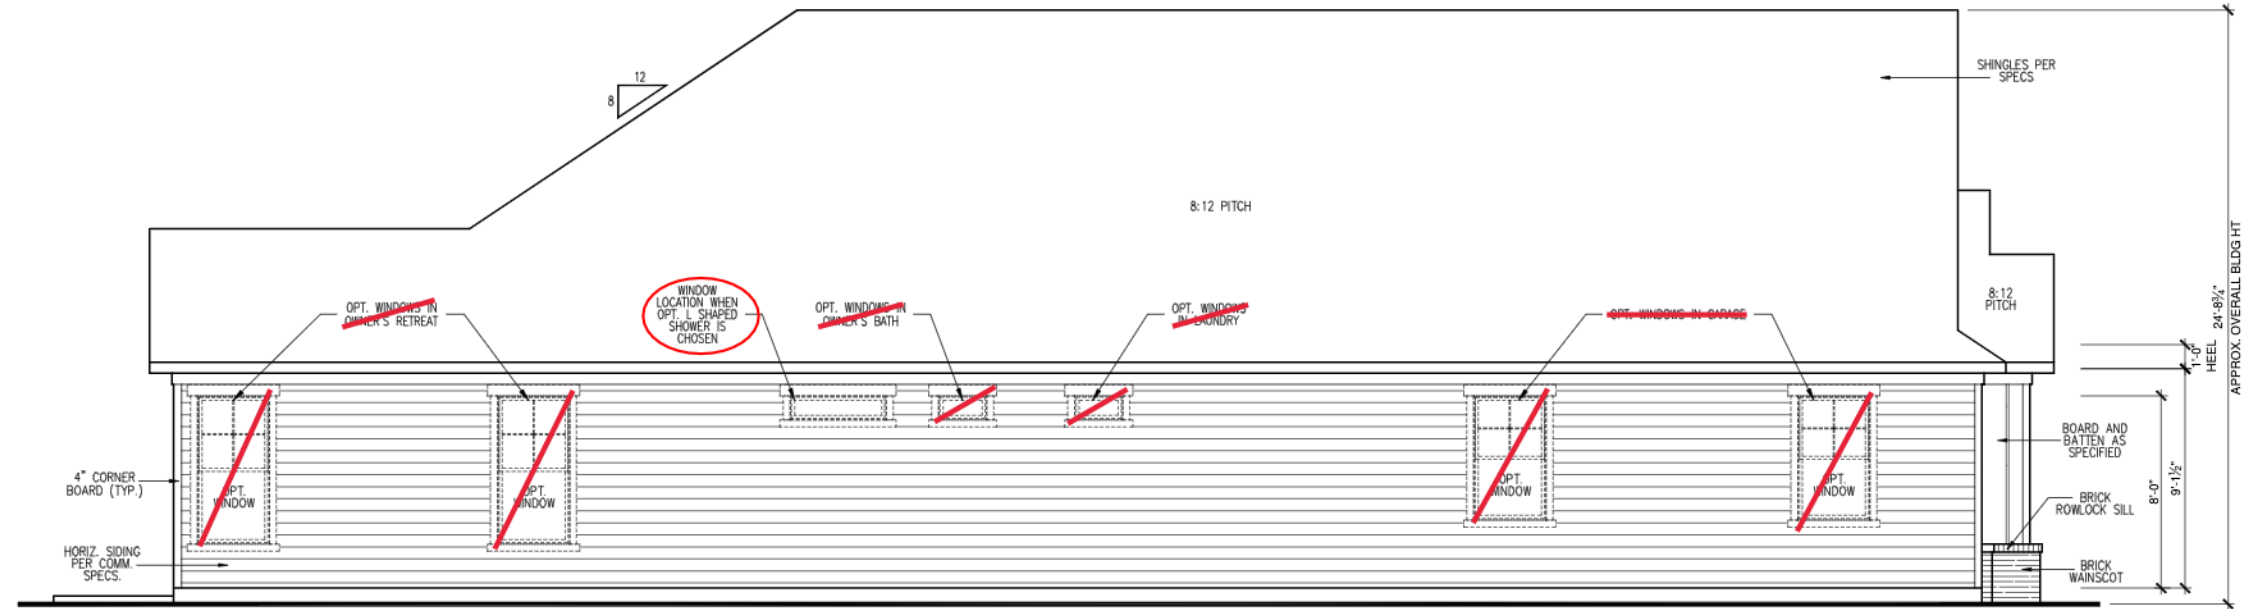 12
8
SHINGLES PER
SPECS
8:12 PITCH
8:12
PITCH
OPT. WINDOWS IN
OWNER'S RETREAT
WINDOW
LOCATION WHEN
OPT. L SHAPED
SHOWER IS
CHOSEN
OPT. WINDOWS IN
OWNER'S BATH
OPT. WINDOWS
IN LAUNDRY
OPT. WINDOWS IN GARAGE
1'-0"
HEEL
24'-8¾"
APPROX. OVERALL BLDG HT
4" CORNER
BOARD (TYP.)
OPT.
WINDOW
OPT.
WINDOW
OPT.
WINDOW
OPT.
WINDOW
BOARD AND
BATTEN AS
SPECIFIED
8'-0"
9'-1½"
BRICK
ROWLOCK SILL
HORIZ. SIDING
PER COMM.
SPECS.
BRICK
WAINSCOT